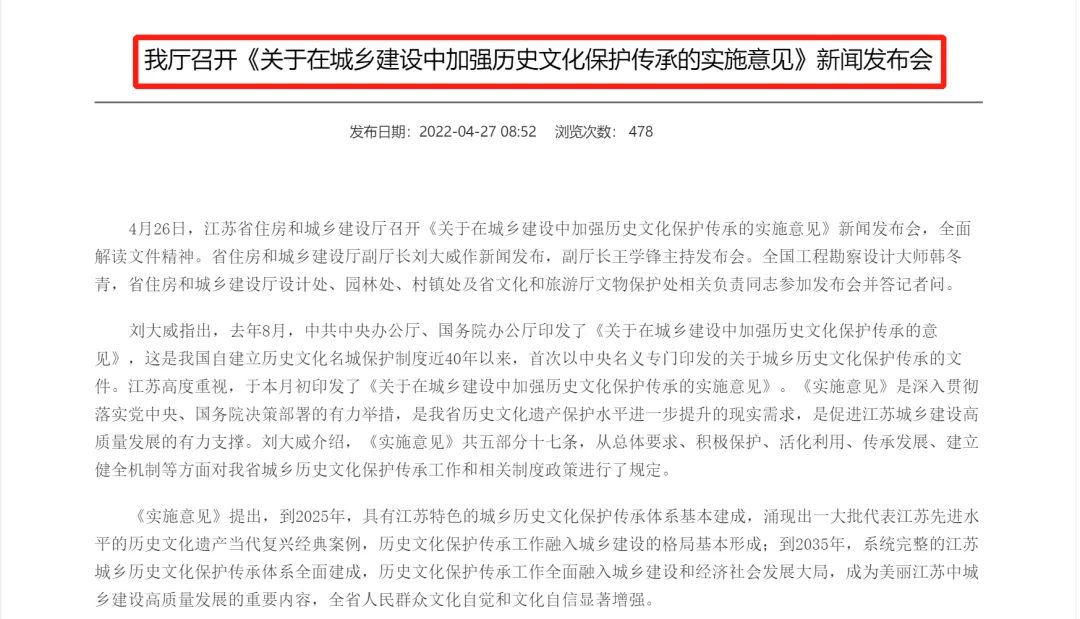 我厅召开《关于在城乡建设中加强历史文化保护传承的实施意见》新闻发布会
发布日期：2022-04-27 08:52 浏览次数： 478
4月26日，江苏省住房和城乡建设厅召开《关于在城乡建设中加强历史文化保护传承的实施意见》新闻发布会，全面
解读文件精神。省住房和城乡建设厅副厅长刘大威作新闻发布，副厅长王学锋主持发布会。全国工程勘察设计大师韩冬
青，省住房和城乡建设厅设计处、园林处、村镇处及省文化和旅游厅文物保护处相关负责同志参加发布会并答记者问。
刘大威指出，去年8月，中共中央办公厅、国务院办公厅印发了《关于在城乡建设中加强历史文化保护传承的意
见》，这是我国自建立历史文化名城保护制度近40年以来，首次以中央名义专门印发的关于城乡历史文化保护传承的文
件。江苏高度重视，于本月初印发了《关于在城乡建设中加强历史文化保护传承的实施意见》。《实施意见》是深入贯彻
落实党中央、国务院决策部署的有力举措，是我省历史文化遗产保护水平进一步提升的现实需求，是促进江苏城乡建设高
质量发展的有力支撑。刘大威介绍，《实施意见》共五部分十七条，从总体要求、积极保护、活化利用、传承发展、建立
健全机制等方面对我省城乡历史文化保护传承工作和相关制度政策进行了规定。
《实施意见》提出，到2025年，具有江苏特色的城乡历史文化保护传承体系基本建成，涌现出一大批代表江苏先进水
平的历史文化遗产当代复兴经典案例，历史文化保护传承工作融入城乡建设的格局基本形成；到2035年，系统完整的江苏
城乡历史文化保护传承体系全面建成，历史文化保护传承工作全面融入城乡建设和经济社会发展大局，成为美丽江苏中城
乡建设高质量发展的重要内容，全省人民群众文化自觉和文化自信显著增强。